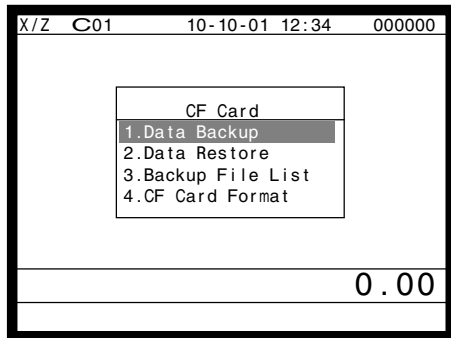 X/Z C01 10-10-01 12:34 000000
CF Card
1.Data Backup
2.Data Restore
3.Backup File List
4.CF Card Format
0.00